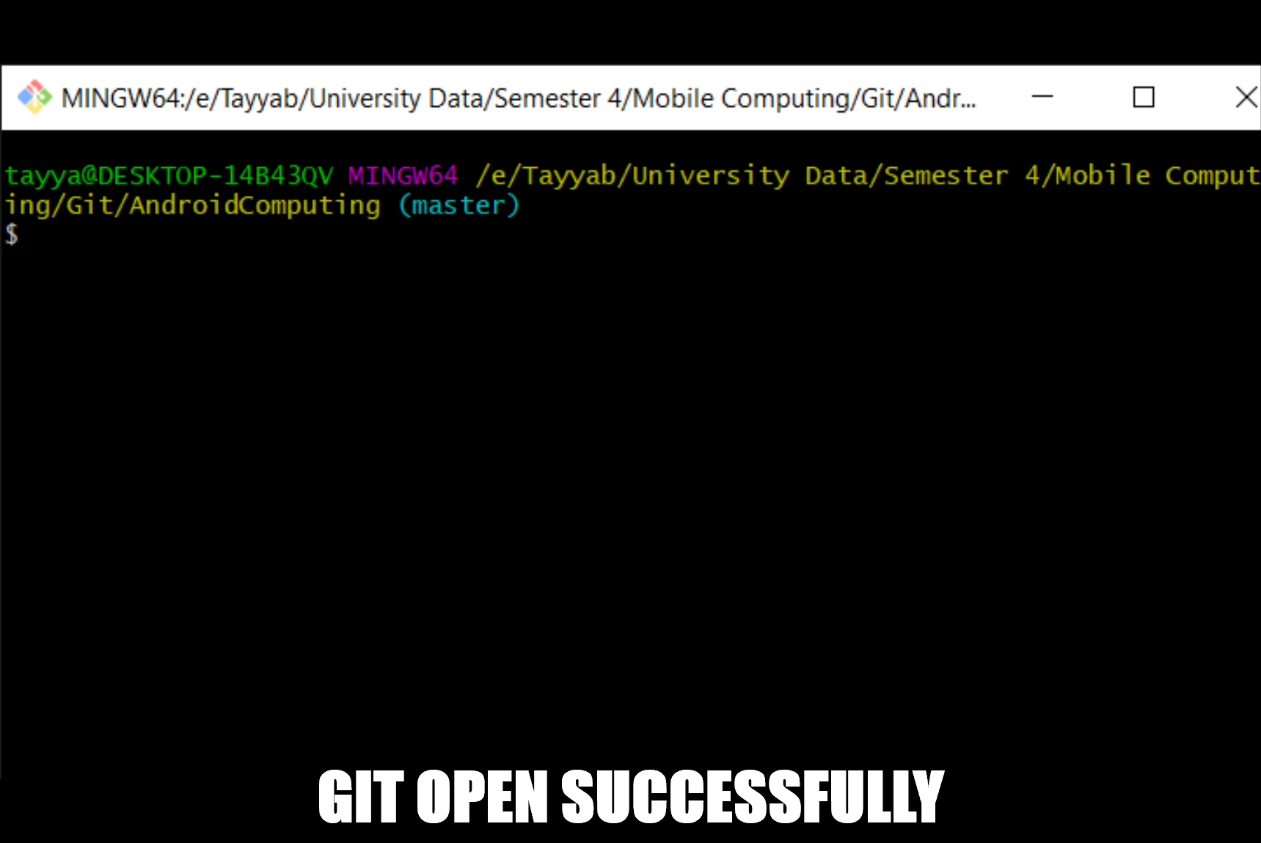 MINGW64:/e/Tayyab/University Data/Semester 4/Mobile Computing/Git/Andr...
tayya@DESKTOP-14B43QV MINGW64 /e/Tayyab/University Data/Semester 4/Mobile Comput
ing/Git/AndroidComputing (master)
$
GIT OPEN SUCCESSFULLY